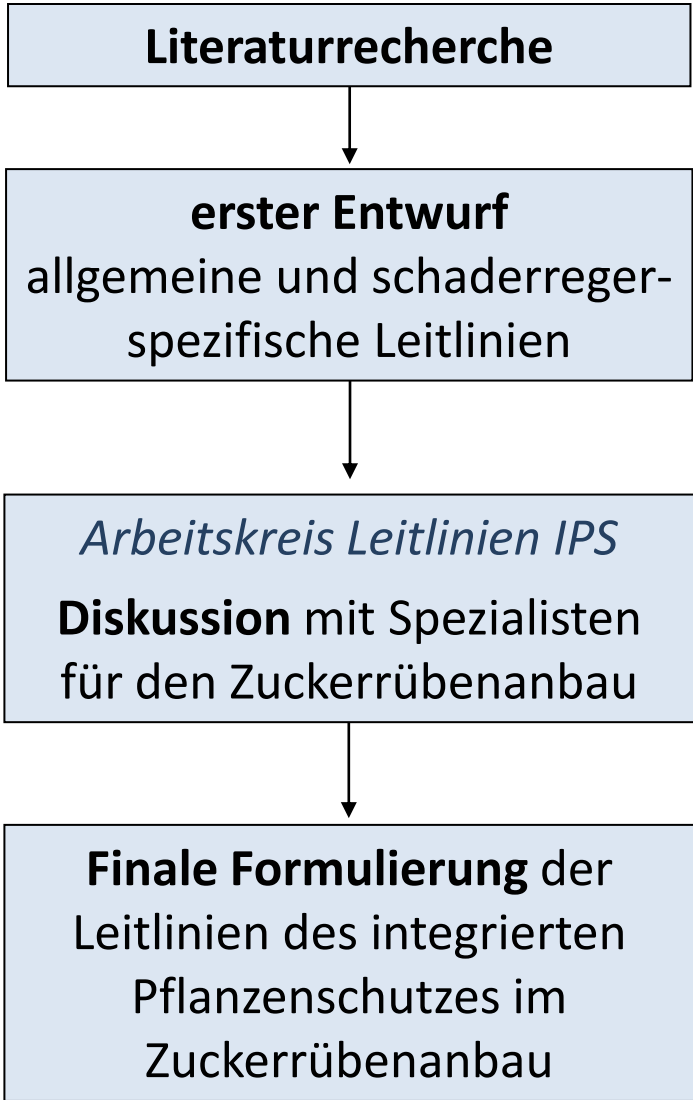 Literaturrecherche
erster Entwurf
allgemeine und schaderreger-
spezifische Leitlinien
Arbeitskreis Leitlinien IPS
Diskussion mit Spezialisten
für den Zuckerrübenanbau
Finale Formulierung der
Leitlinien des integrierten
Pflanzenschutzes im
Zuckerrübenanbau